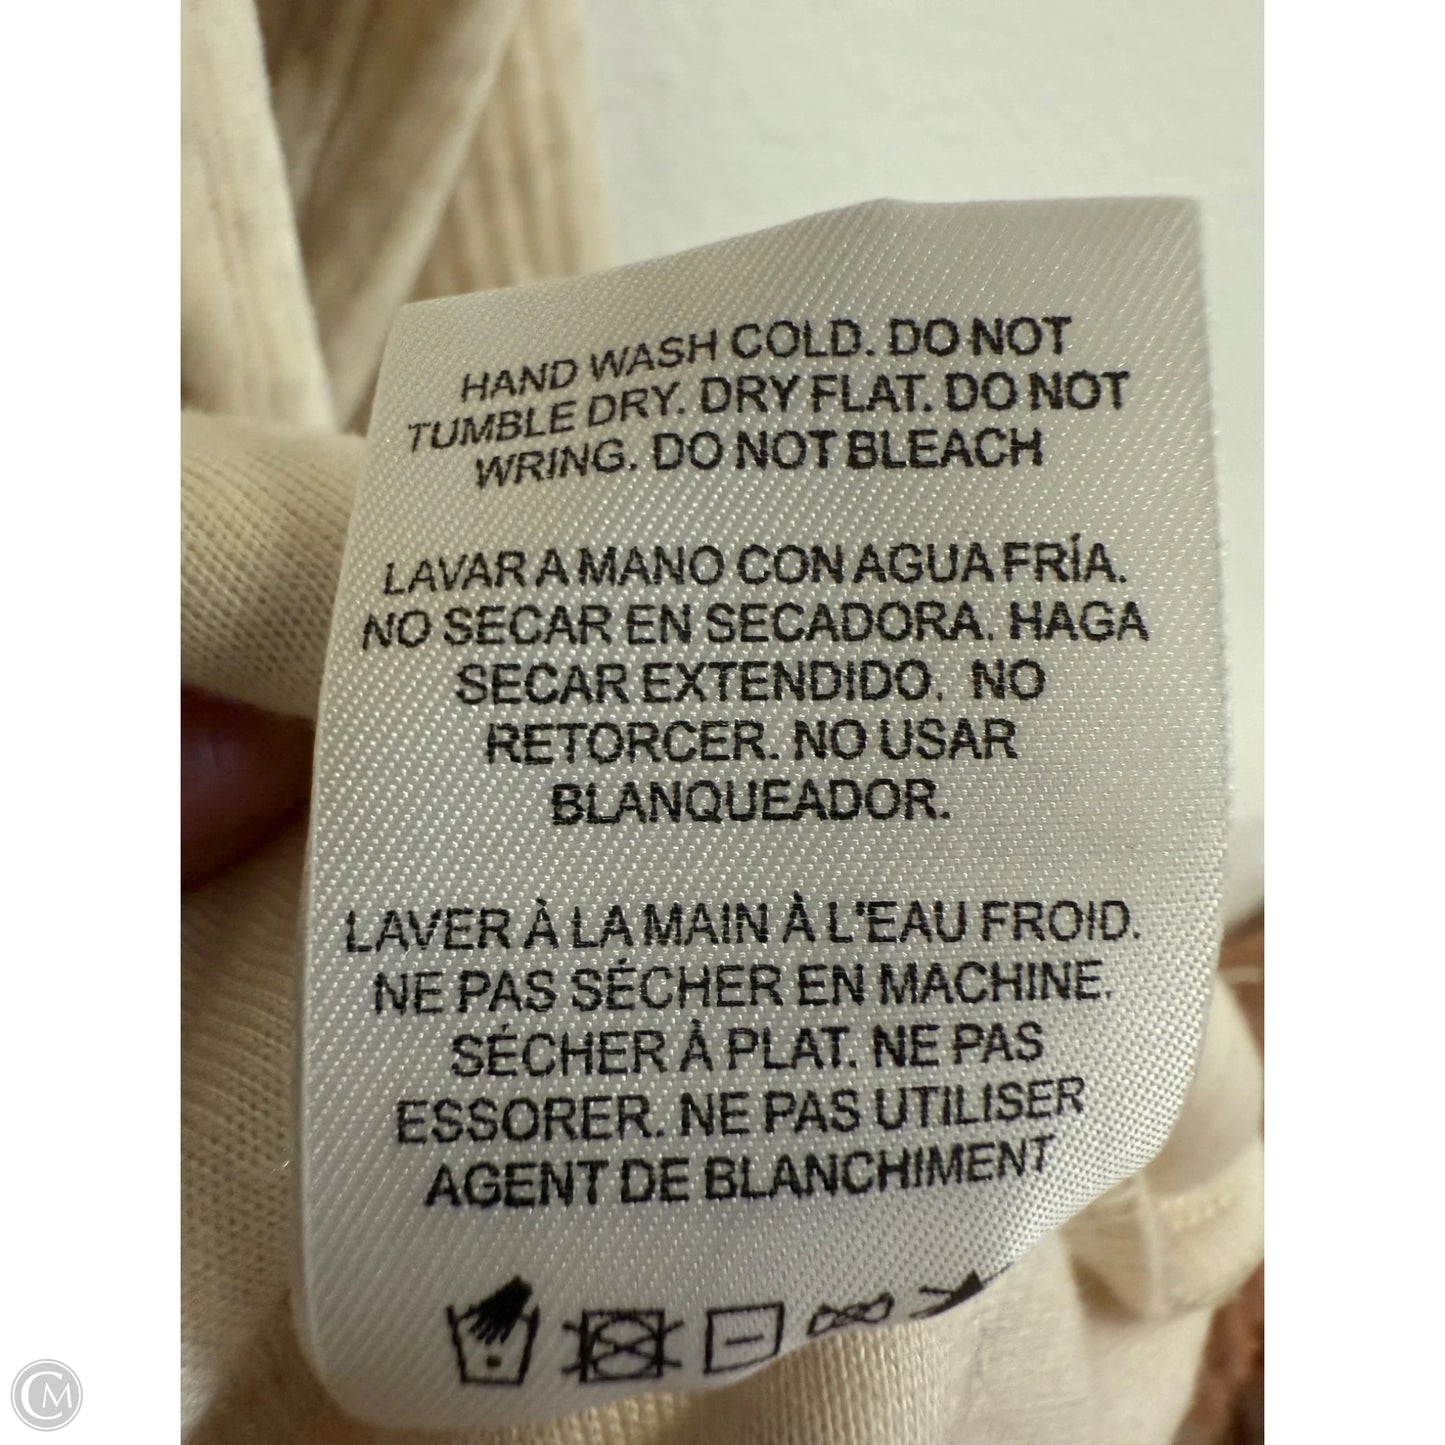 HAND WASH COLD. DO NOT
TUMBLE DRY. DRY FLAT. DO NOT
WRING. DO NOT BLEACH
LAVAR A MANO CON AGUA FRÍA.
NO SECAR EN SECADORA. HAGA
SECAR EXTENDIDO. NO
RETORCER. NO USAR
BLANQUEADOR.
LAVER À LA MAIN À L'EAU FROID.
NE PAS SÉCHER EN MACHINE.
SÉCHER À PLAT. NE PAS
ESSORER. NE PAS UTILISER
AGENT DE BLANCHIMENT
CM